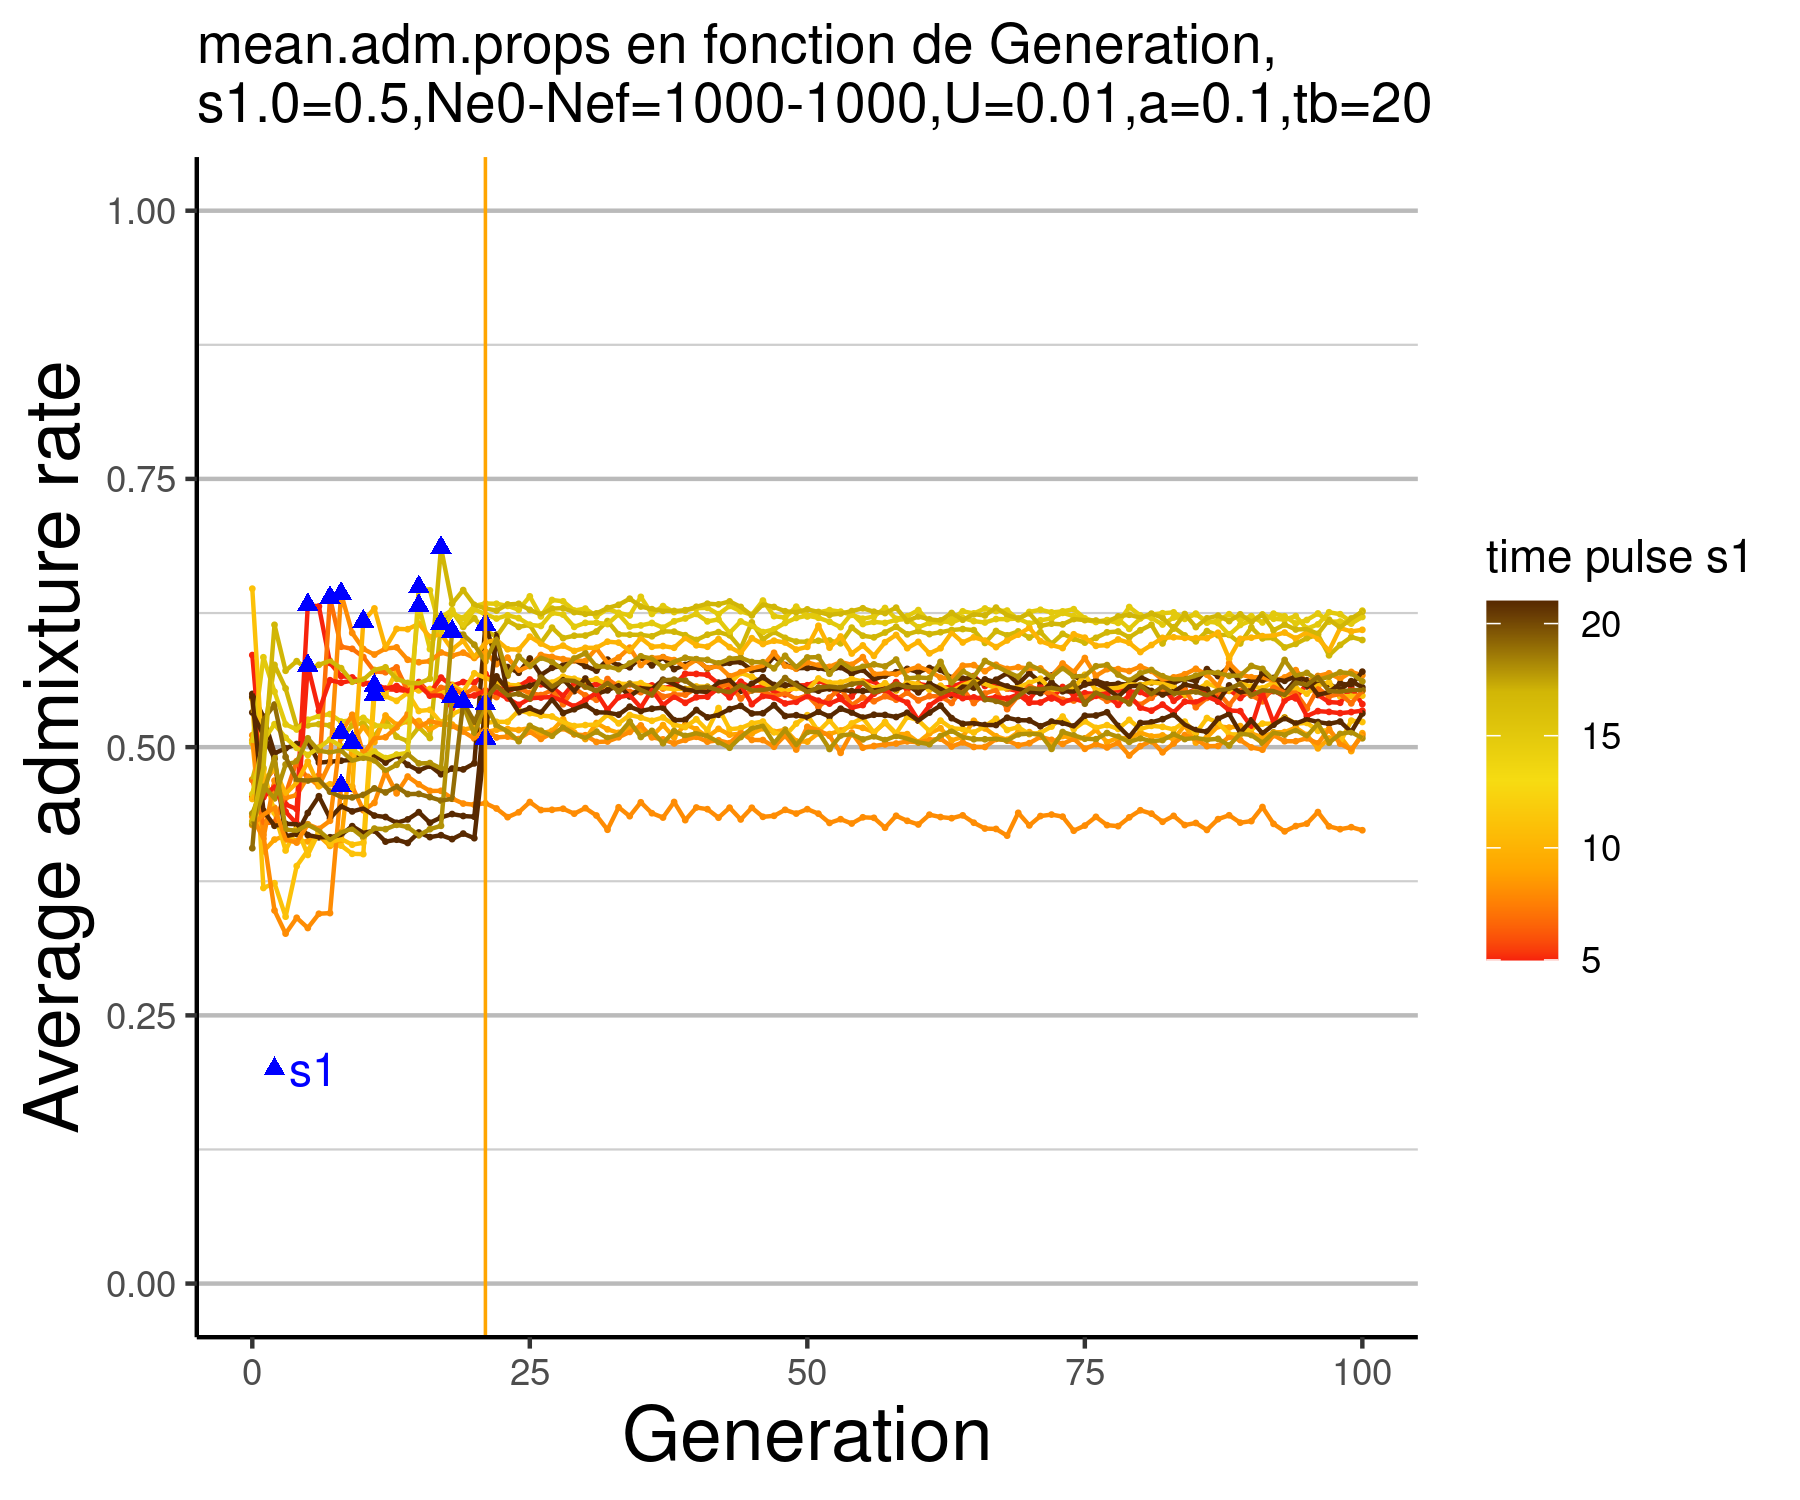 mean.adm.props en fonction de Generation,
s1.0=0.5,Ne0-Nef=1000-1000,U=0.01,a=0.1,tb=20
Average admixture rate
1.00
0.75
0.50
0.25
0.00
s1
0
25
50
75
100
Generation
time pulse s1
20
15
10
5